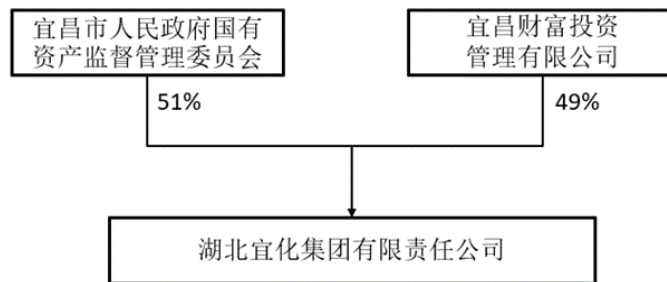 宜昌市人民政府国有
资产监督管理委员会
宜昌财富投资
管理有限公司
51%
49%
湖北宜化集团有限责任公司